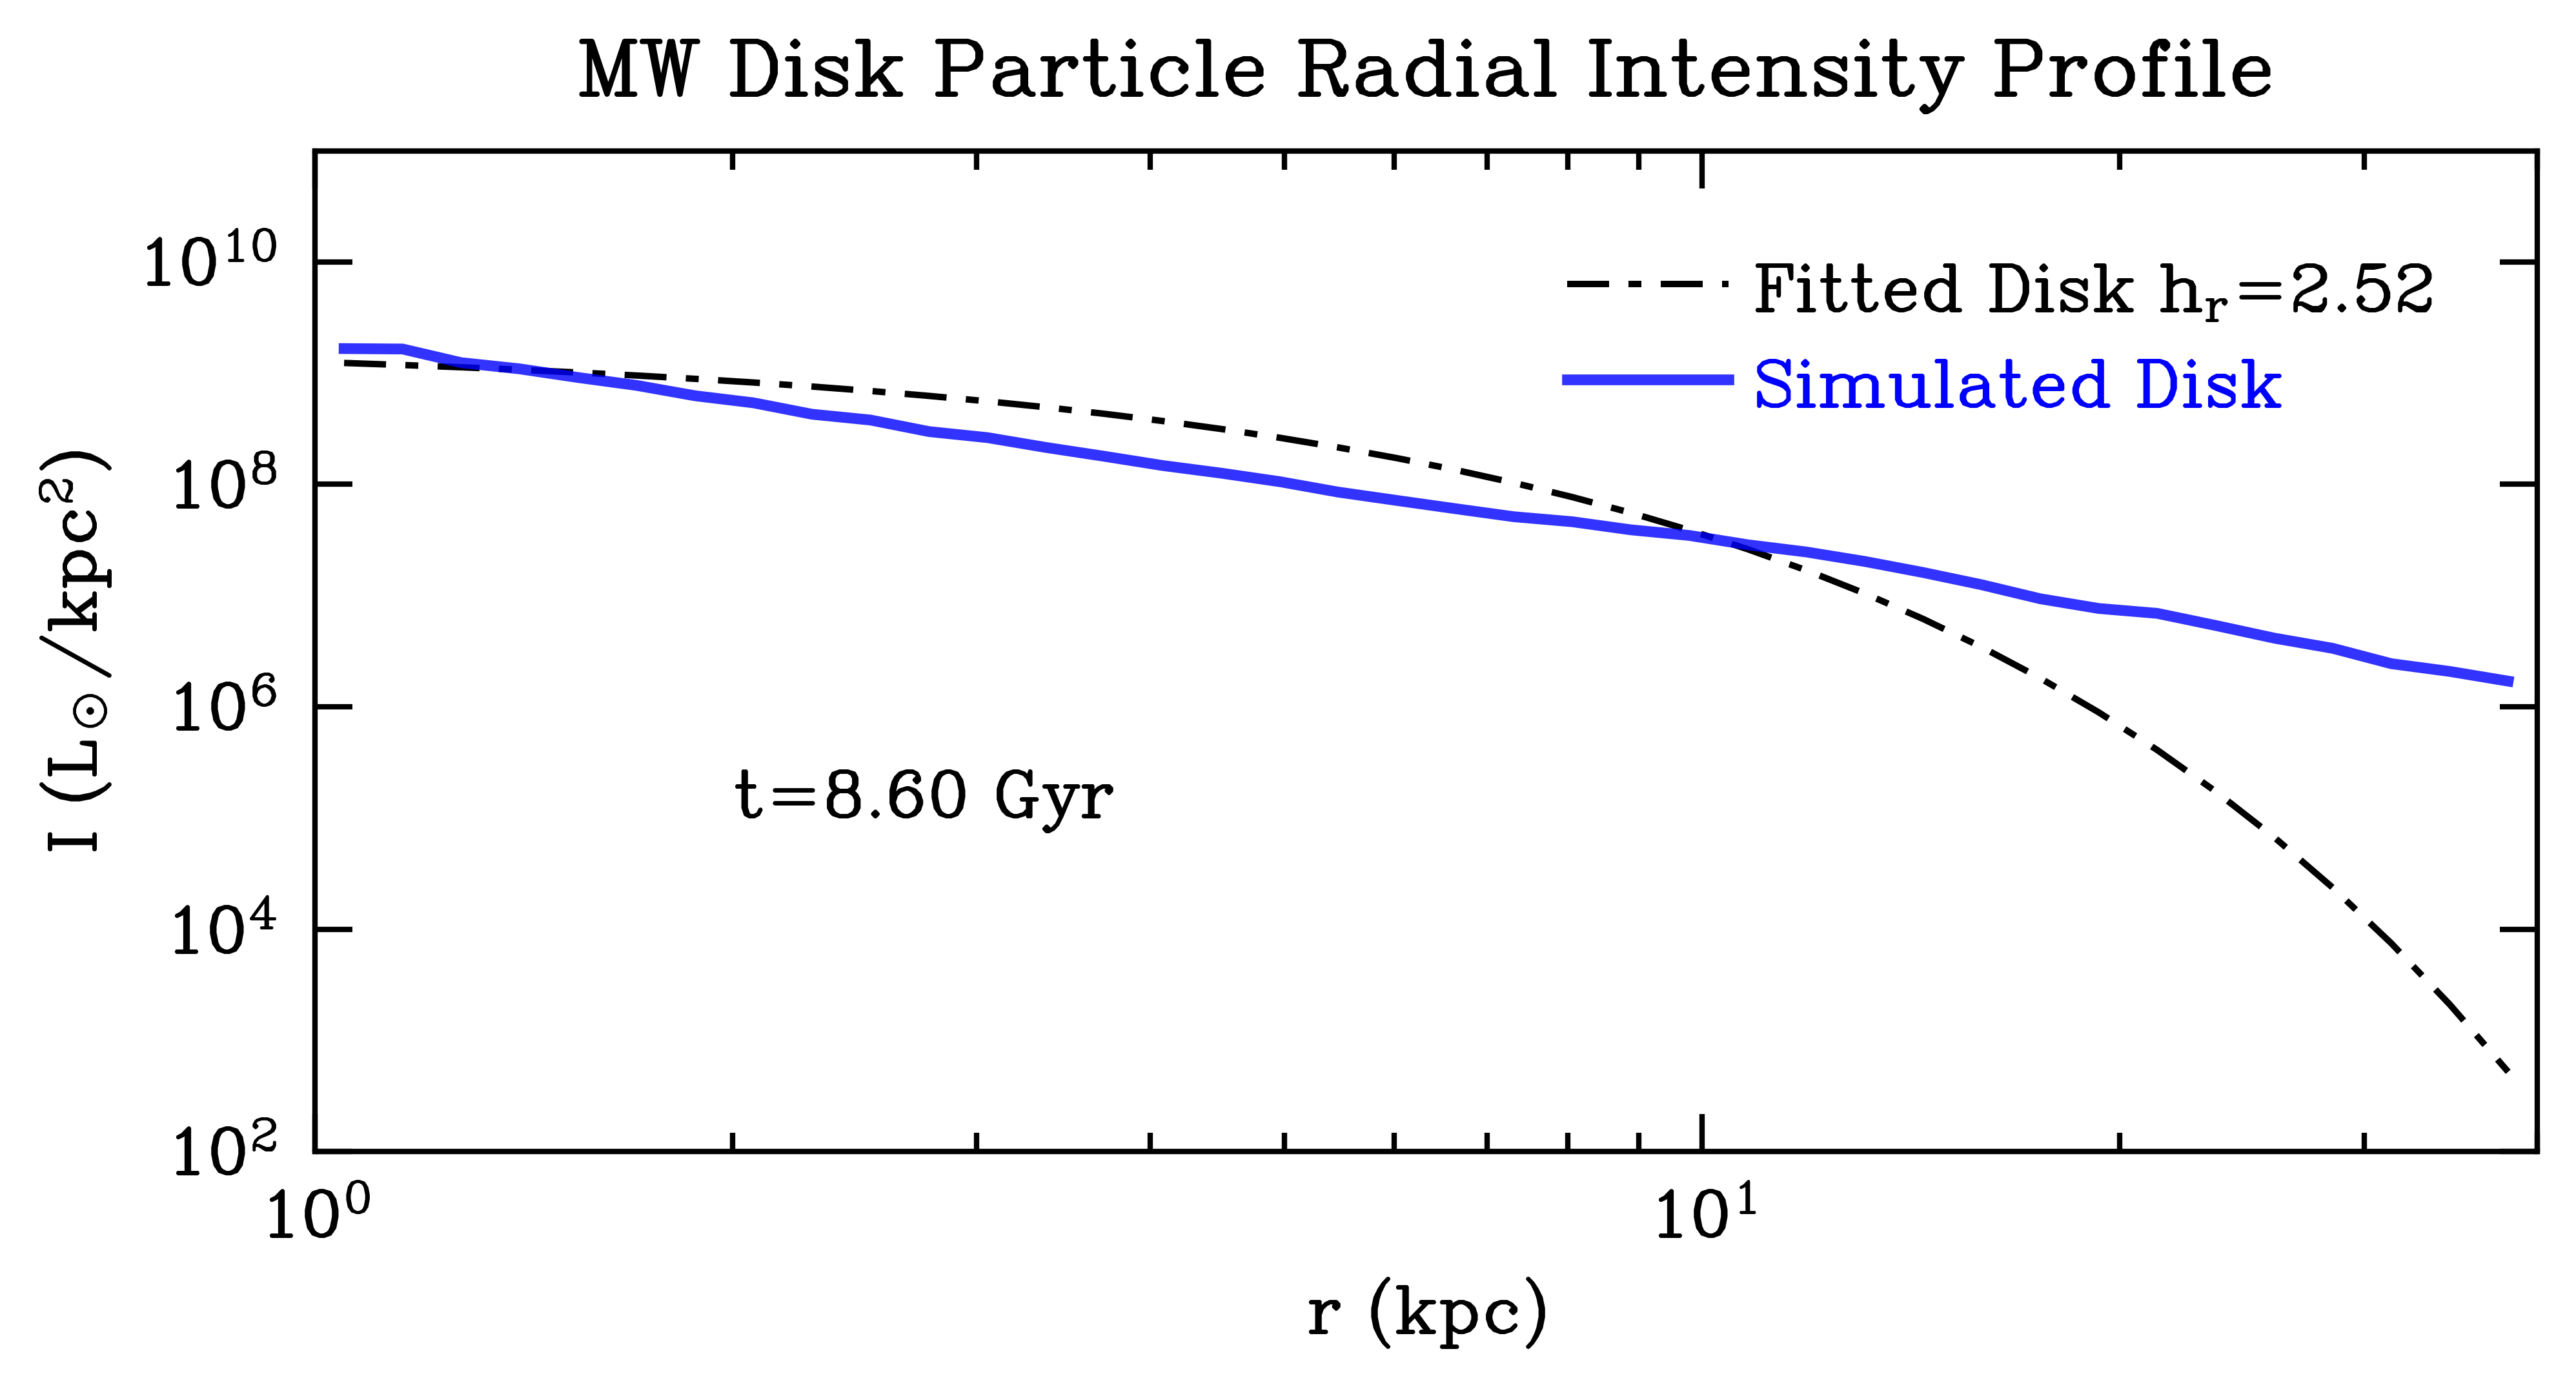 MW Disk Particle Radial Intensity Profile
I (L⊙/kpc²)
10¹⁰
10⁸
10⁶
10⁴
10²
Fitted Disk hᵣ=2.52
Simulated Disk
t=8.60 Gyr
10⁰
10¹
r (kpc)